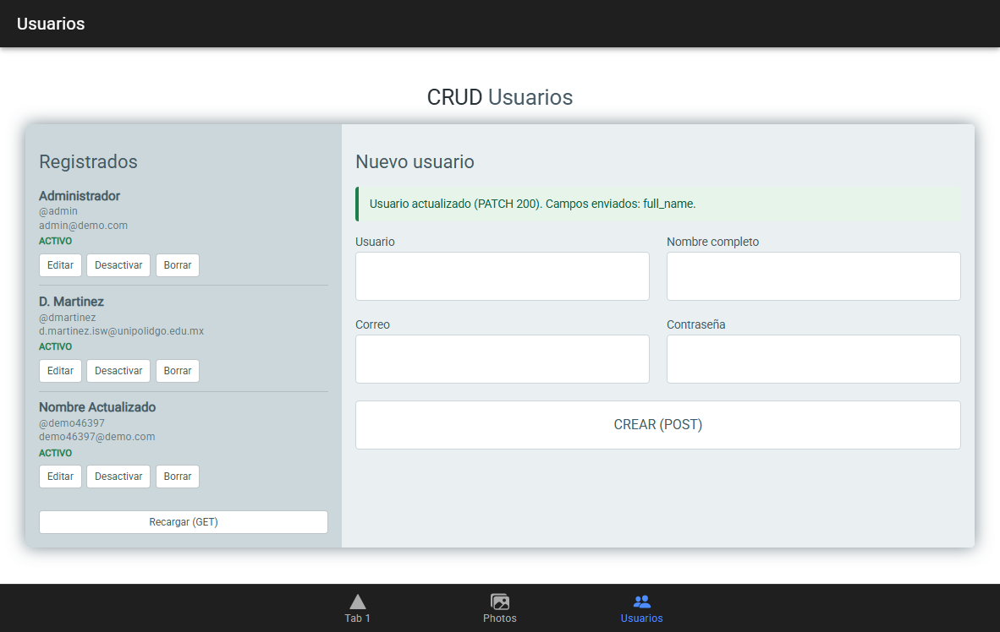 Usuarios
CRUD Usuarios
Registrados
Administrador
@admin
admin@demo.com
ACTIVO
Editar Desactivar Borrar
D. Martinez
@dmartinez
d.martinez.isw@unipolidgo.edu.mx
ACTIVO
Editar Desactivar Borrar
Nombre Actualizado
@demo46397
demo46397@demo.com
ACTIVO
Editar Desactivar Borrar
Recargar (GET)
Nuevo usuario
Usuario actualizado (PATCH 200). Campos enviados: full_name.
Usuario Nombre completo
Correo Contraseña
CREAR (POST)
Tab 1 Photos Usuarios